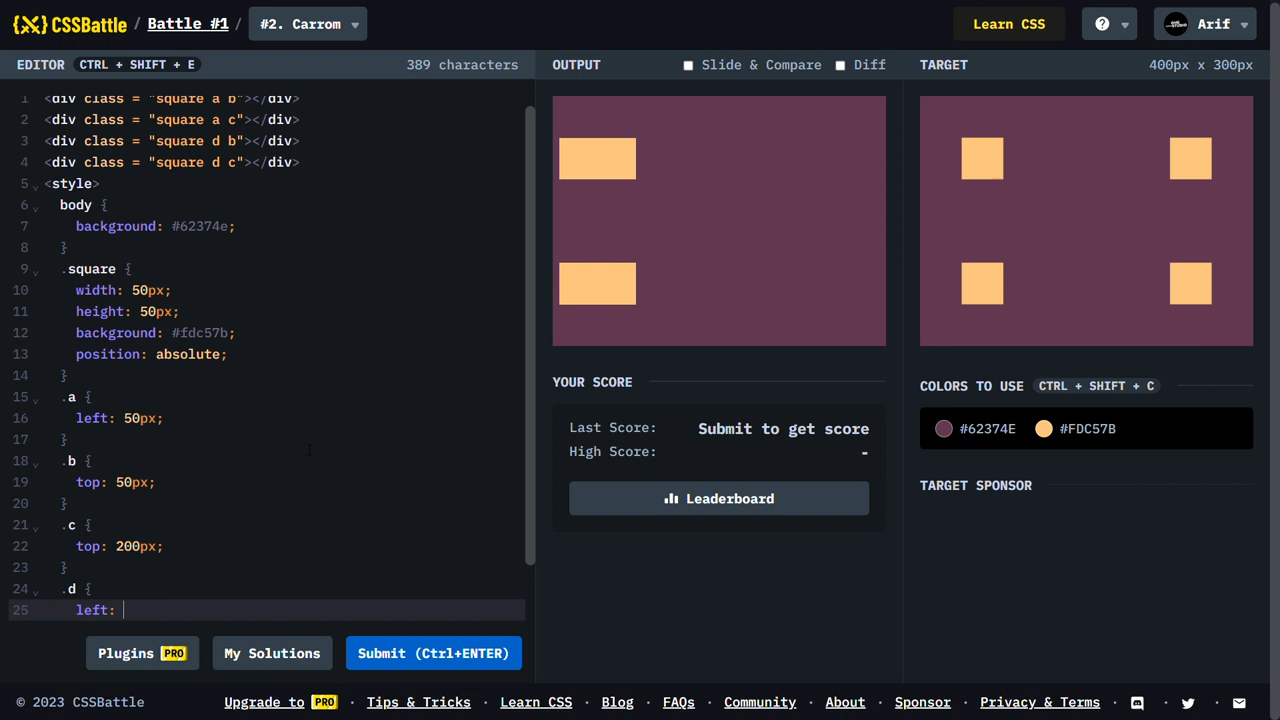 {X} CSSBattle / Battle #1 / #2. Carrom
Learn CSS
? Arif
EDITOR CTRL + SHIFT + E 389 characters
1 <div class = "square a b"></div>
2 <div class = "square a c"></div>
3 <div class = "square d b"></div>
4 <div class = "square d c"></div>
5 <style>
6 body {
7 background: #62374e;
8 }
9 .square {
10 width: 50px;
11 height: 50px;
12 background: #fdc57b;
13 position: absolute;
14 }
15 .a {
16 left: 50px;
17 }
18 .b {
19 top: 50px;
20 }
21 .c {
22 top: 200px;
23 }
24 .d {
25 left:
Plugins PRO My Solutions Submit (Ctrl+ENTER)
OUTPUT Slide & Compare Diff
YOUR SCORE
Last Score: Submit to get score
High Score: -
Leaderboard
TARGET 400px x 300px
COLORS TO USE CTRL + SHIFT + C
#62374E #FDC57B
TARGET SPONSOR
© 2023 CSSBattle Upgrade to PRO · Tips & Tricks · Learn CSS · Blog · FAQs · Community · About · Sponsor · Privacy & Terms · · ·